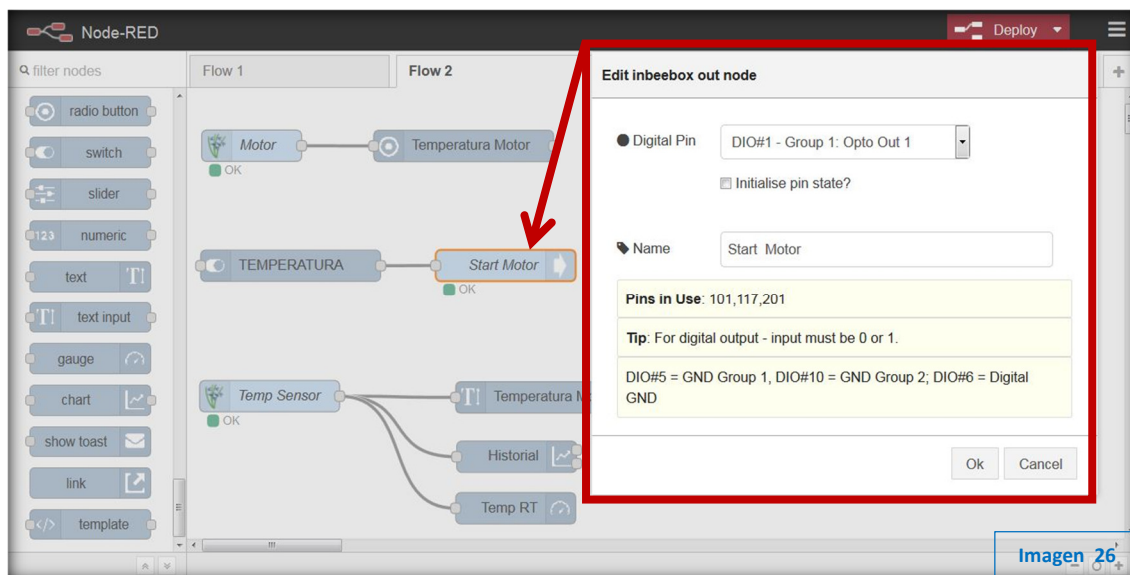 Node-RED
Deploy
filter nodes
Flow 1
Flow 2
radio button
switch
slider
123 numeric
text
text input
gauge
chart
show toast
link
template
Motor
OK
Temperatura Motor
TEMPERATURA
Start Motor
OK
Temp Sensor
OK
Temperatura M
Historial
Temp RT
Edit inbeebox out node
Digital Pin
DIO#1 - Group 1: Opto Out 1
Initialise pin state?
Name
Start Motor
Pins in Use: 101,117,201
Tip: For digital output - input must be 0 or 1.
DIO#5 = GND Group 1, DIO#10 = GND Group 2; DIO#6 = Digital
GND
Ok
Cancel
Imagen 26